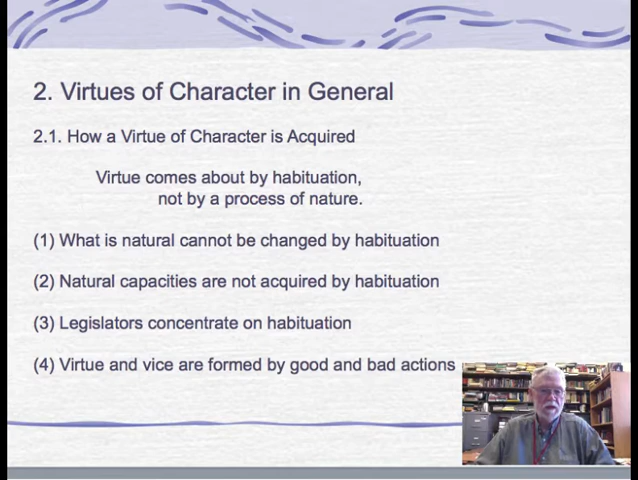 2. Virtues of Character in General
2.1. How a Virtue of Character is Acquired
Virtue comes about by habituation,
not by a process of nature.
(1) What is natural cannot be changed by habituation
(2) Natural capacities are not acquired by habituation
(3) Legislators concentrate on habituation
(4) Virtue and vice are formed by good and bad actions